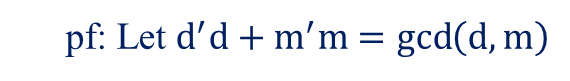 pf: Let d′d + m′m = gcd(d, m)